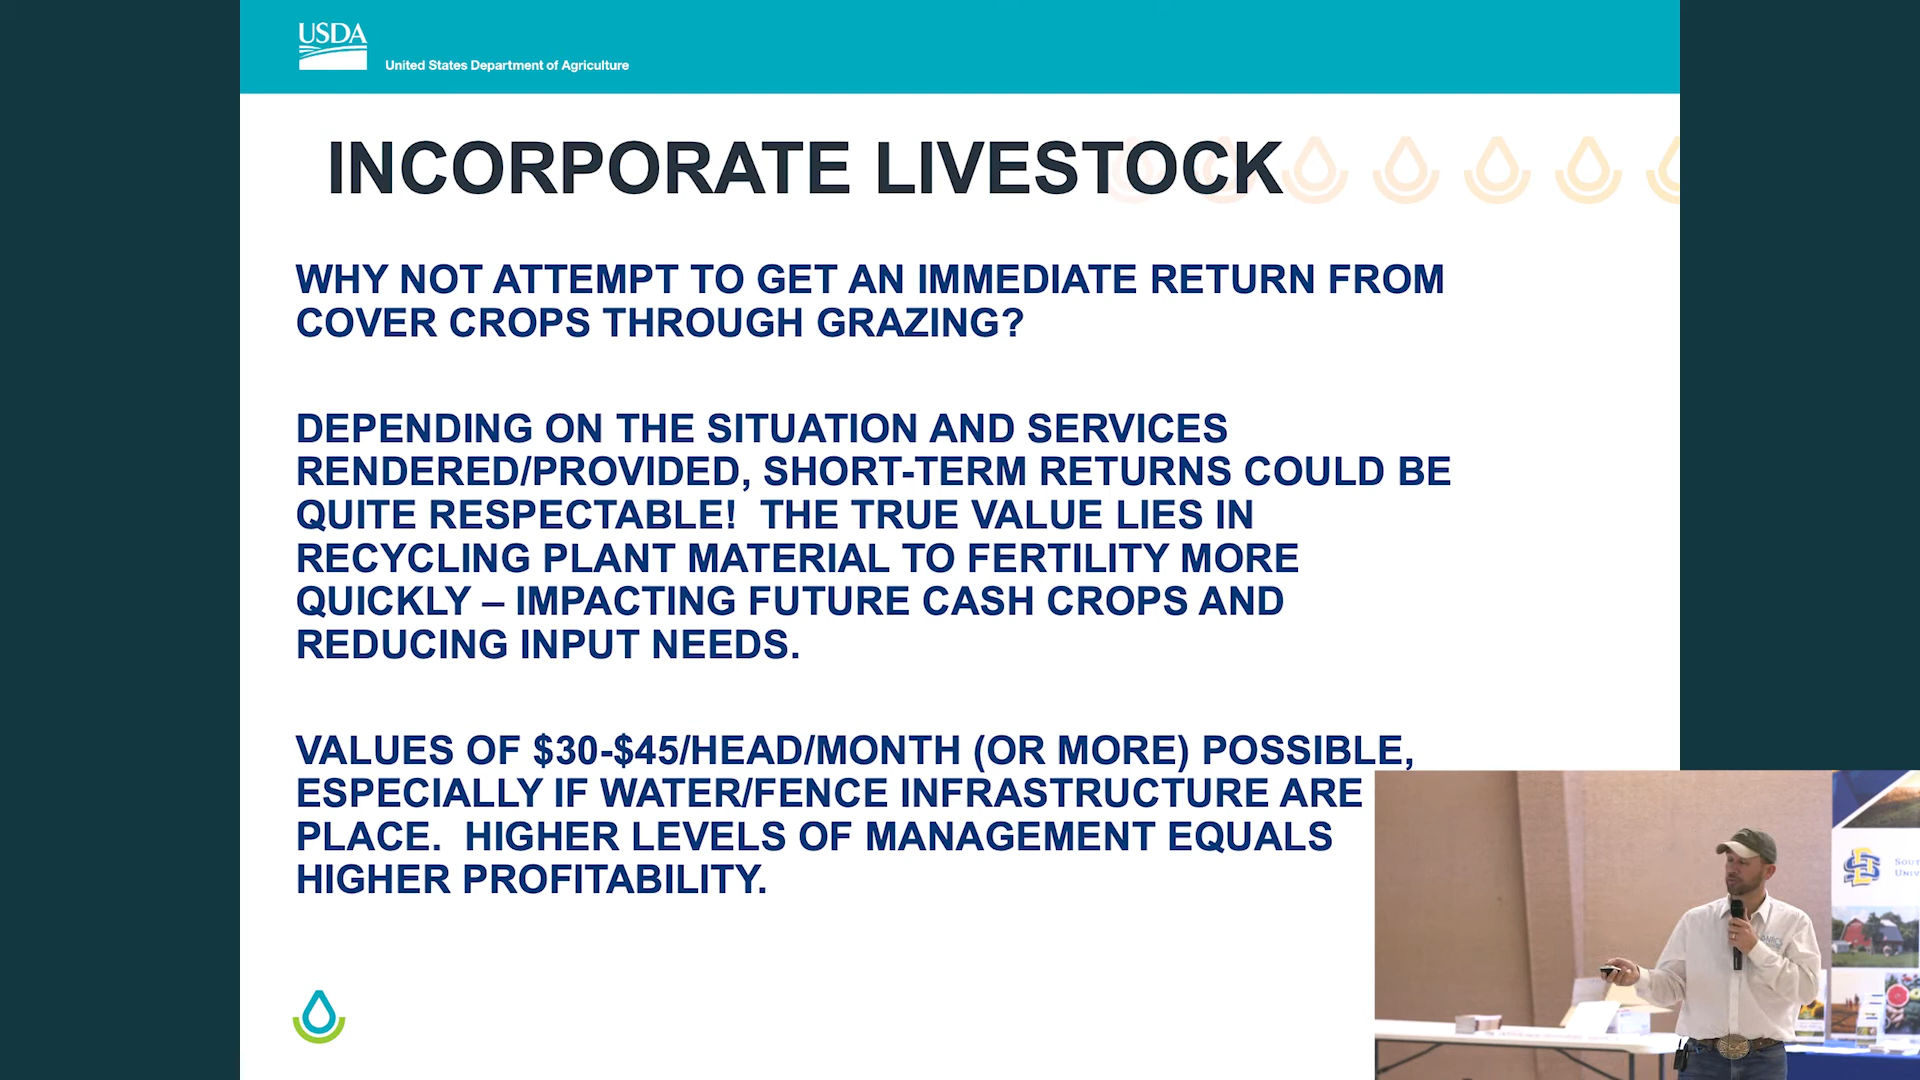 USDA
United States Department of Agriculture
INCORPORATE LIVESTOCK
WHY NOT ATTEMPT TO GET AN IMMEDIATE RETURN FROM
COVER CROPS THROUGH GRAZING?
DEPENDING ON THE SITUATION AND SERVICES
RENDERED/PROVIDED, SHORT-TERM RETURNS COULD BE
QUITE RESPECTABLE! THE TRUE VALUE LIES IN
RECYCLING PLANT MATERIAL TO FERTILITY MORE
QUICKLY – IMPACTING FUTURE CASH CROPS AND
REDUCING INPUT NEEDS.
VALUES OF $30-$45/HEAD/MONTH (OR MORE) POSSIBLE,
ESPECIALLY IF WATER/FENCE INFRASTRUCTURE ARE
PLACE. HIGHER LEVELS OF MANAGEMENT EQUALS
HIGHER PROFITABILITY.
SOUT
UNIV